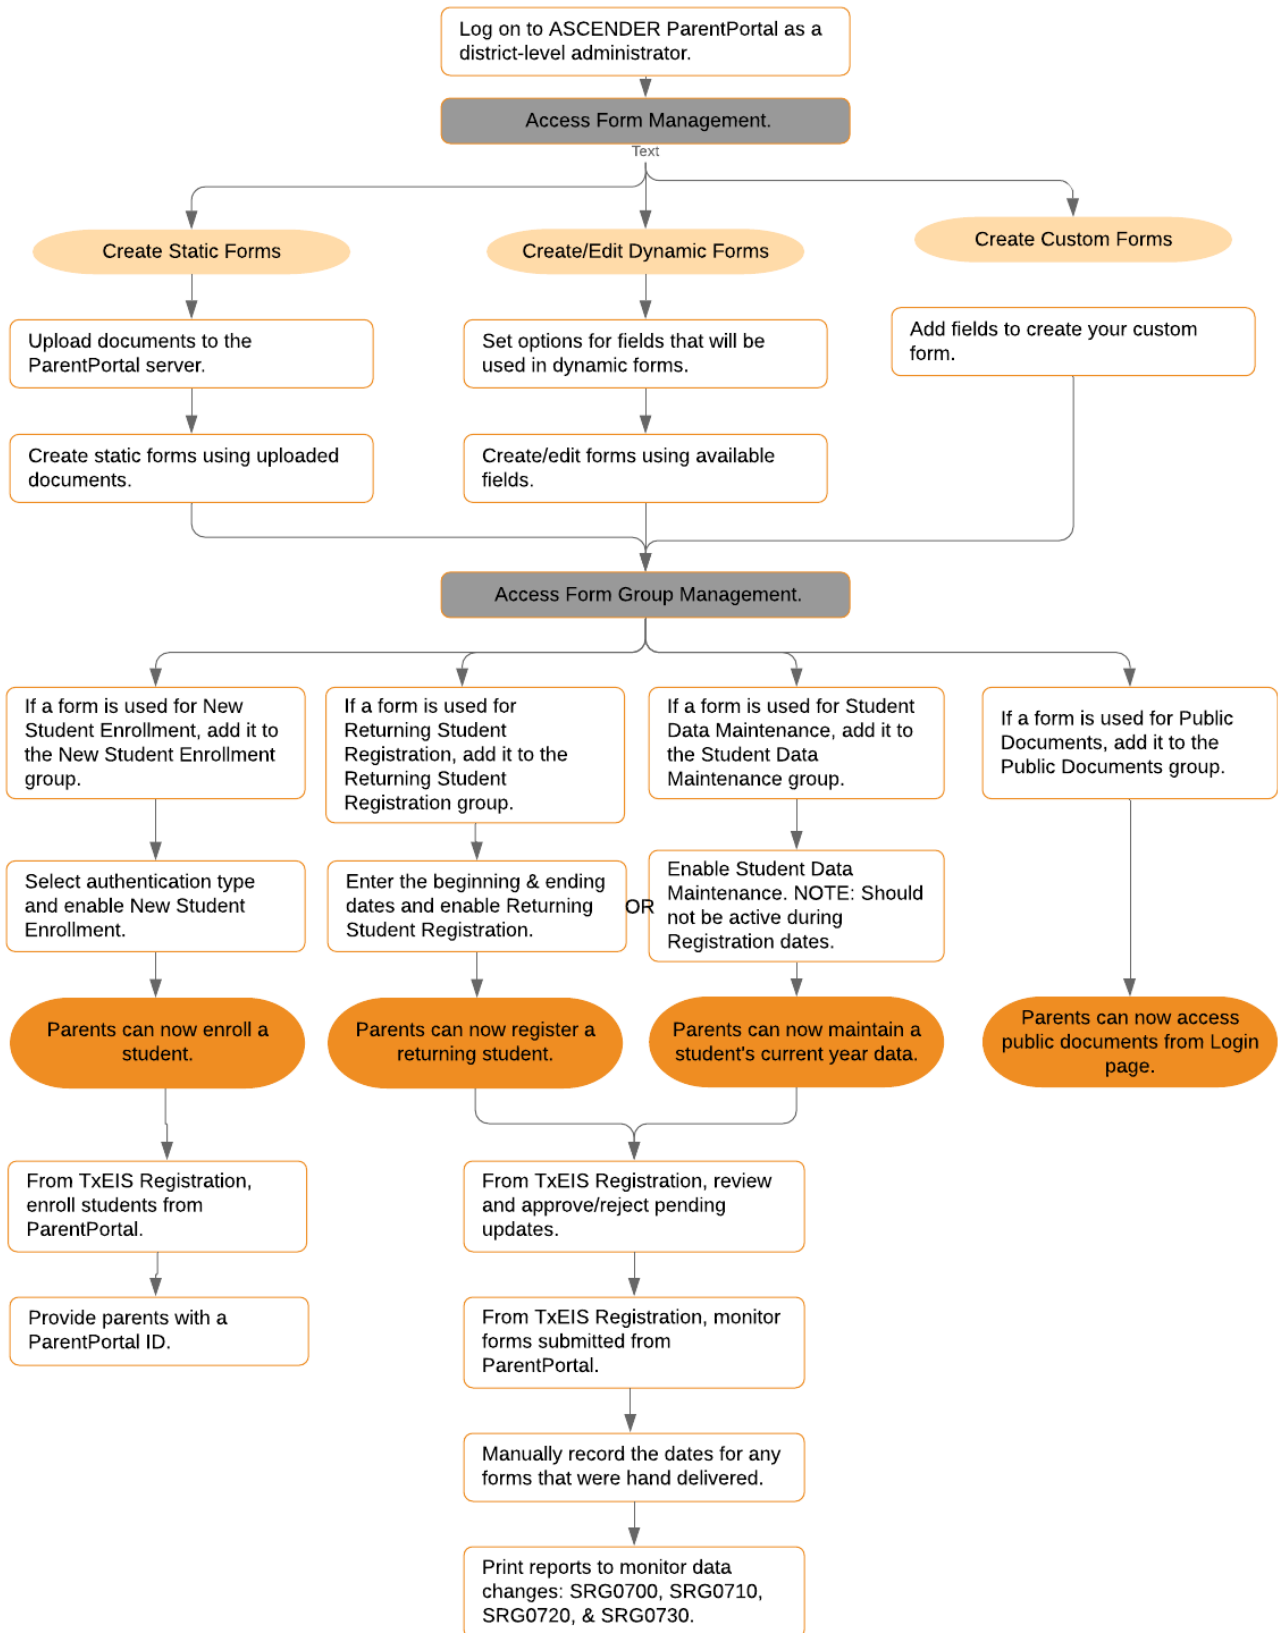 Log on to ASCENDER ParentPortal as a
district-level administrator.
Access Form Management.
Text
Create Static Forms
Create/Edit Dynamic Forms
Create Custom Forms
Upload documents to the
ParentPortal server.
Set options for fields that will be
used in dynamic forms.
Add fields to create your custom
form.
Create static forms using uploaded
documents.
Create/edit forms using available
fields.
Access Form Group Management.
If a form is used for New
Student Enrollment, add it to
the New Student Enrollment
group.
If a form is used for
Returning Student
Registration, add it to the
Returning Student
Registration group.
If a form is used for Student
Data Maintenance, add it to
the Student Data
Maintenance group.
If a form is used for Public
Documents, add it to the
Public Documents group.
Select authentication type
and enable New Student
Enrollment.
Enter the beginning & ending
dates and enable Returning
Student Registration.
OR
Enable Student Data
Maintenance. NOTE: Should
not be active during
Registration dates.
Parents can now enroll a
student.
Parents can now register a
returning student.
Parents can now maintain a
student's current year data.
Parents can now access
public documents from Login
page.
From TxEIS Registration,
enroll students from
ParentPortal.
From TxEIS Registration, review
and approve/reject pending
updates.
Provide parents with a
ParentPortal ID.
From TxEIS Registration, monitor
forms submitted from
ParentPortal.
Manually record the dates for any
forms that were hand delivered.
Print reports to monitor data
changes: SRG0700, SRG0710,
SRG0720, & SRG0730.